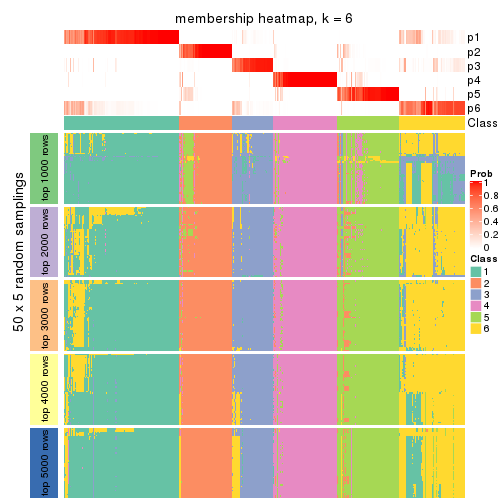 membership heatmap, k = 6
p1
p2
p3
p4
p5
p6
Class
50 x 5 random samplings
top 1000 rows
top 2000 rows
top 3000 rows
top 4000 rows
top 5000 rows
Prob
1
0.8
0.6
0.4
0.2
0
Class
1
2
3
4
5
6